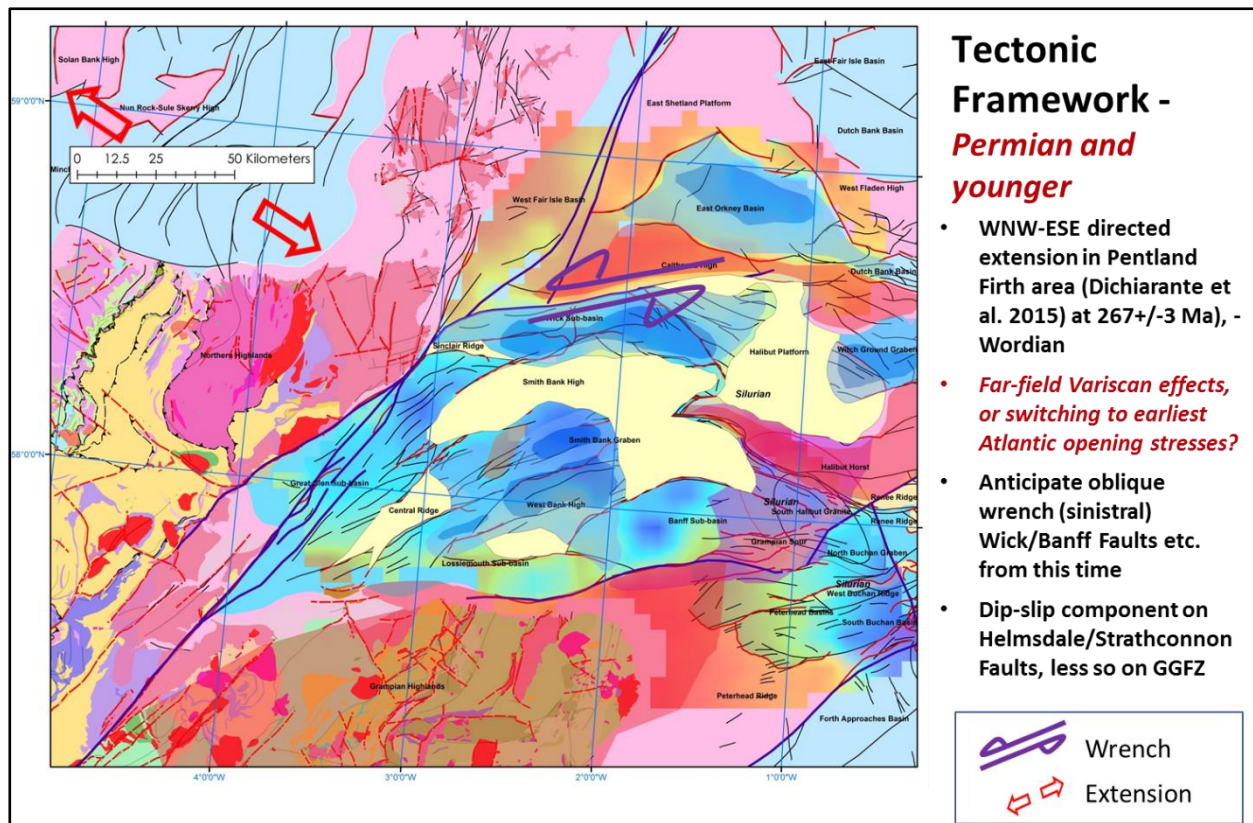 Tectonic
Framework -
Permian and
younger
• WNW-ESE directed
extension in Pentland
Firth area (Dichiarante et
al. 2015) at 267+/-3 Ma), -
Wordian
• Far-field Variscan effects,
or switching to earliest
Atlantic opening stresses?
• Anticipate oblique
wrench (sinistral)
Wick/Banff Faults etc.
from this time
• Dip-slip component on
Helmsdale/Strathconnon
Faults, less so on GGFZ
Wrench
Extension
Solan Bank High
59°0'0"N
Nun Rock-Sule Skerry High
0 12.5 25 50 Kilometers
East Fair Isle Basin
East Shetland Platform
Dutch Bank Basin
West Fladen High
West Fair Isle Basin
East Orkney Basin
Dutch Bank Basin
Wick Sub-basin
Sinclair Ridge
Halibut Platform
Witch Ground Graben
Northern Highlands
Smith Bank High
Silurian
58°0'0"N
Smith Bank Graben
Halibut Horst
Great Glen Sub-basin
Central Ridge
West Bank High
Silurian
Renee Ridge
South Halibut Granite
Renee Ridge
Banff Sub-basin
Grampian Spur
North Buchan Graben
Lossiemouth Sub-basin
Silurian
West Buchan Ridge
Peterhead Basins
South Buchan Basin
Grampian Highlands
Peterhead Ridge
Forth Approaches Basin
4°0'0"W
3°0'0"W
2°0'0"W
1°0'0"W